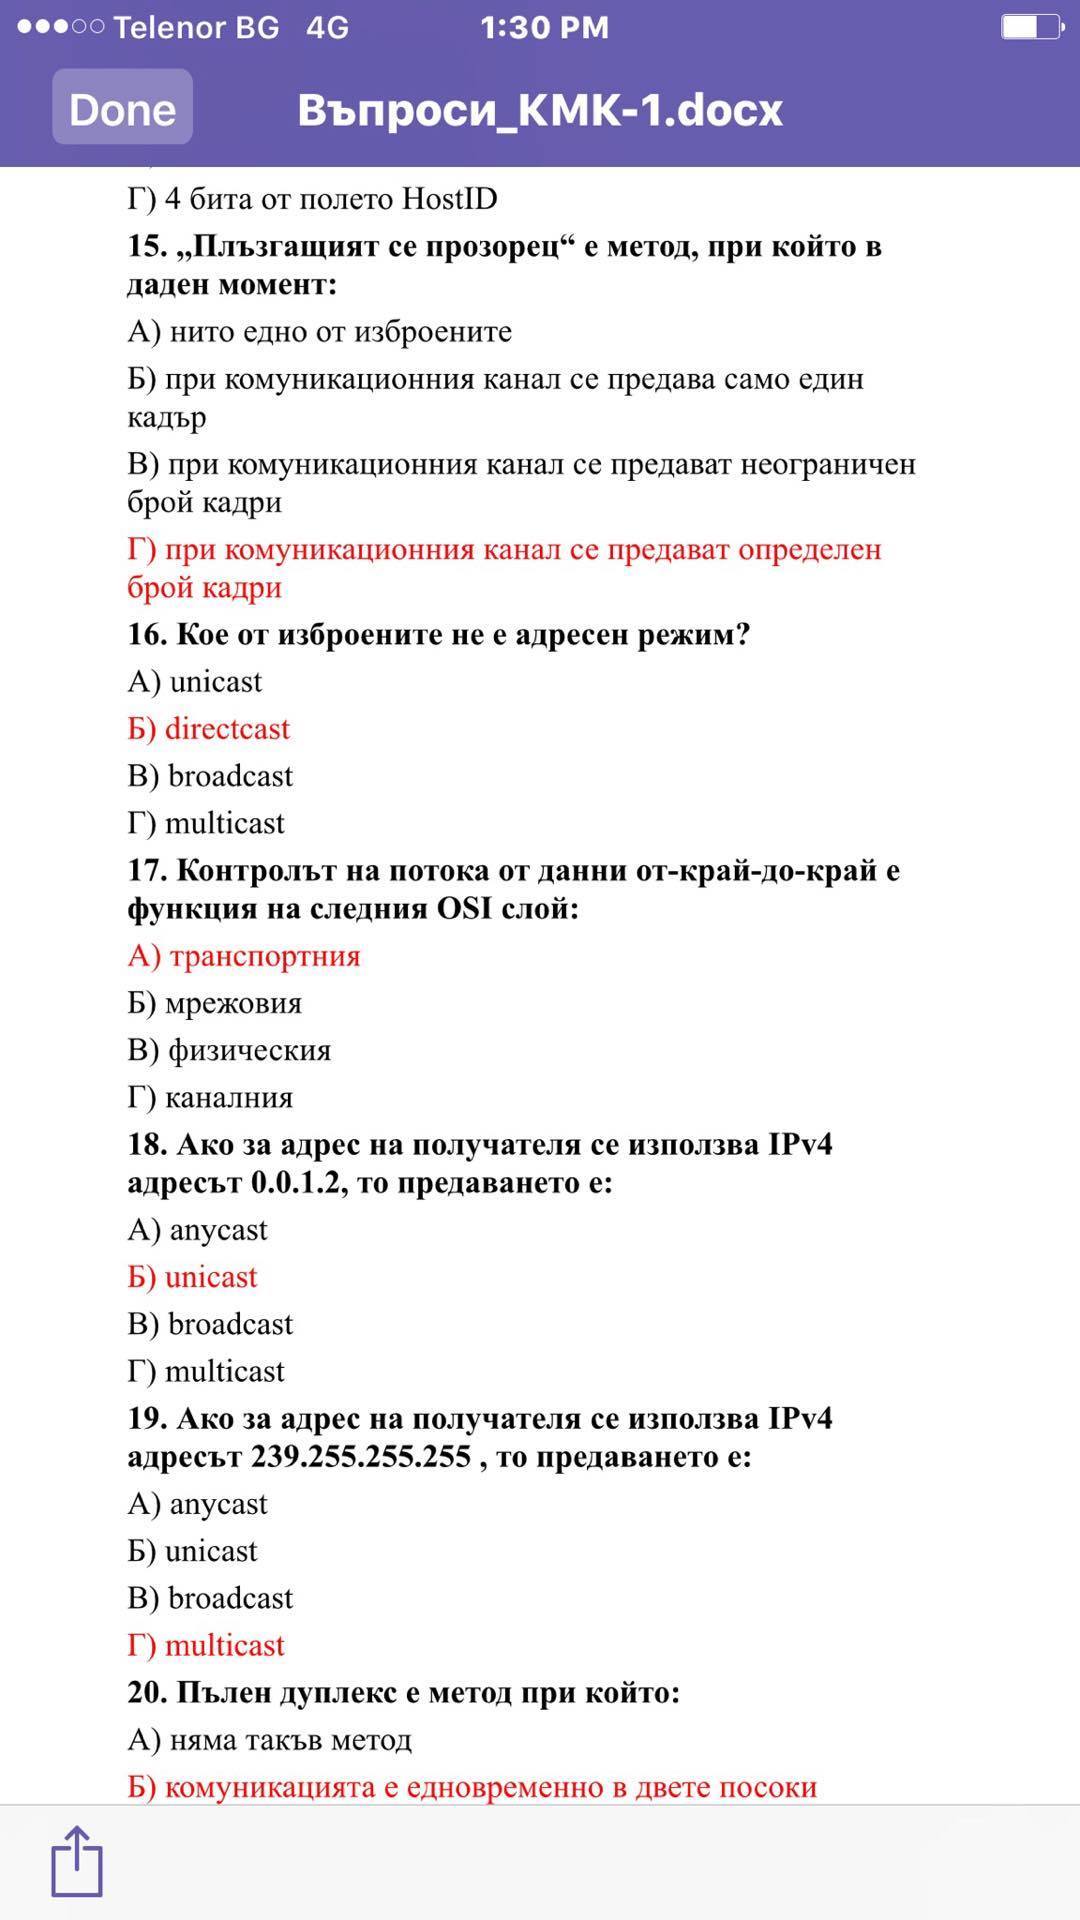 Telenor BG 4G 1:30 PM
Done Въпроси_КМК-1.docx
Г) 4 бита от полето HostID
15. „Плъзгащият се прозорец“ е метод, при който в
даден момент:
А) нито едно от изброените
Б) при комуникационния канал се предава само един
кадър
В) при комуникационния канал се предават неограничен
брой кадри
Г) при комуникационния канал се предават определен
брой кадри
16. Кое от изброените не е адресен режим?
А) unicast
Б) directcast
В) broadcast
Г) multicast
17. Контролът на потока от данни от-край-до-край е
функция на следния OSI слой:
А) транспортния
Б) мрежовия
В) физическия
Г) каналния
18. Ако за адрес на получателя се използва IPv4
адресът 0.0.1.2, то предаването е:
А) anycast
Б) unicast
В) broadcast
Г) multicast
19. Ако за адрес на получателя се използва IPv4
адресът 239.255.255.255 , то предаването е:
А) anycast
Б) unicast
В) broadcast
Г) multicast
20. Пълен дуплекс е метод при който:
А) няма такъв метод
Б) комуникацията е едновременно в двете посоки